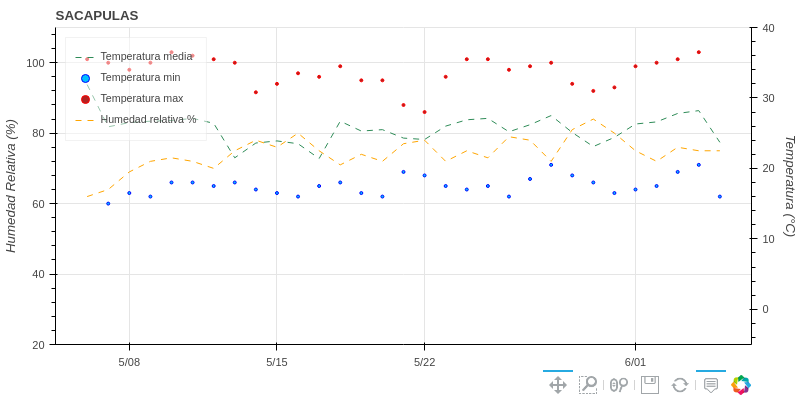 SACAPULAS
Temperatura media
Temperatura min
Temperatura max
Humedad relativa %
Humedad Relativa (%)
100
80
60
40
20
40
30
20
10
0
Temperatura (°C)
5/08
5/15
5/22
6/01